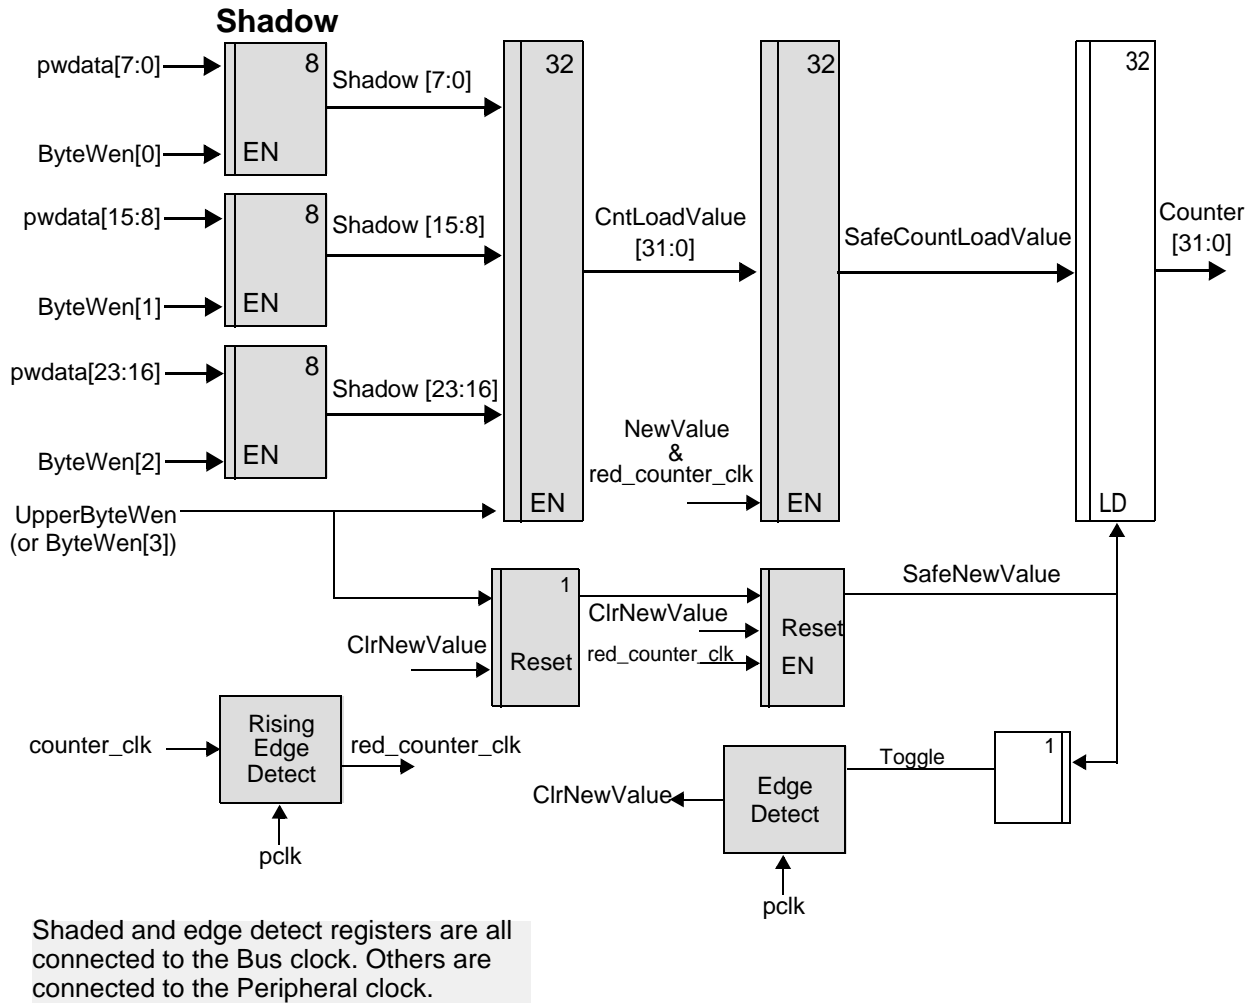 Shadow
pwdata[7:0]
8
Shadow [7:0]
32
32
32
ByteWen[0]
EN
pwdata[15:8]
8
Shadow [15:8]
CntLoadValue
[31:0]
SafeCountLoadValue
Counter
[31:0]
ByteWen[1]
EN
pwdata[23:16]
8
Shadow [23:16]
NewValue
&
red_counter_clk
ByteWen[2]
EN
EN
EN
LD
UpperByteWen
(or ByteWen[3])
1
ClrNewValue
SafeNewValue
ClrNewValue
Reset
red_counter_clk
Reset
EN
counter_clk
Rising
Edge
Detect
red_counter_clk
pclk
ClrNewValue
Edge
Detect
Toggle
1
pclk
Shaded and edge detect registers are all
connected to the Bus clock. Others are
connected to the Peripheral clock.